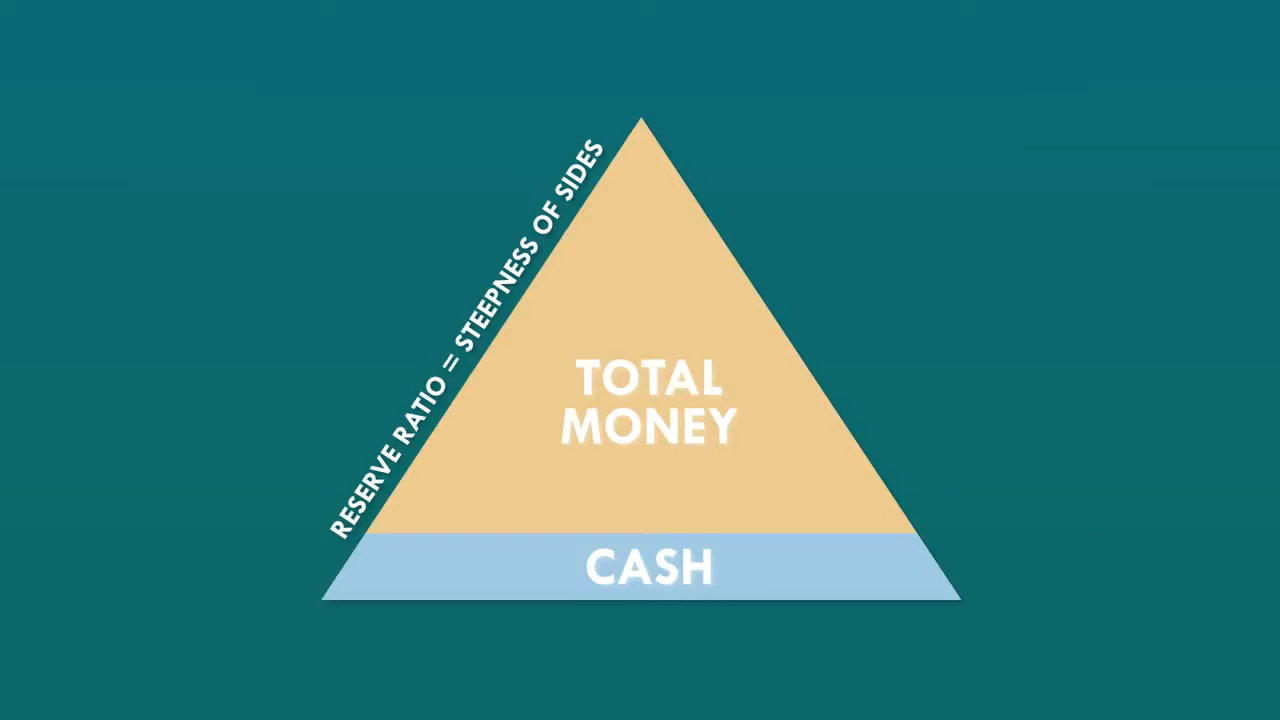 RESERVE RATIO = STEEPNESS OF SIDES
TOTAL
MONEY
CASH